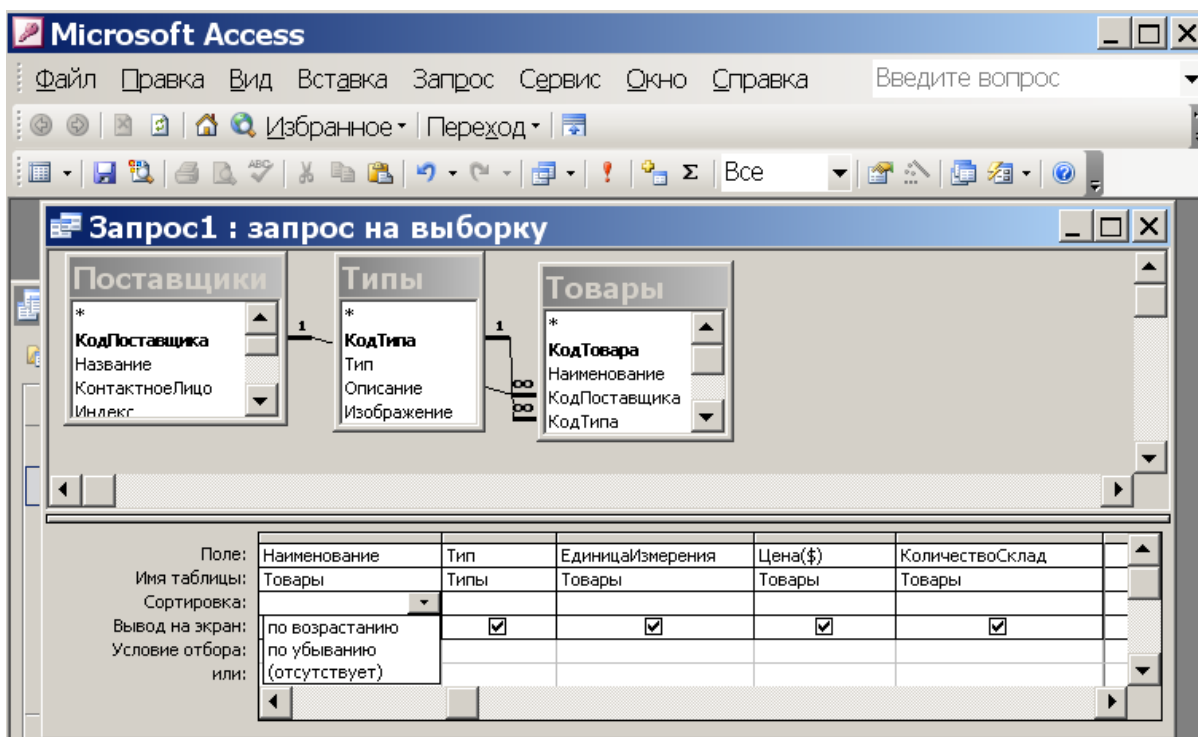 Microsoft Access
Файл Правка Вид Вставка Запрос Сервис Окно Справка Введите вопрос
Избранное Переход
ABC Σ Все
Запрос1 : запрос на выборку
Поставщики
*
КодПоставщика
Название
КонтактноеЛицо
Индекс
1
Типы
*
КодТипа
Тип
Описание
Изображение
1
∞
∞
Товары
*
КодТовара
Наименование
КодПоставщика
КодТипа
Поле: Наименование Тип ЕдиницаИзмерения Цена($) КоличествоСклад
Имя таблицы: Товары Типы Товары Товары Товары
Сортировка:
Вывод на экран: по возрастанию
Условие отбора: по убыванию
или: (отсутствует)